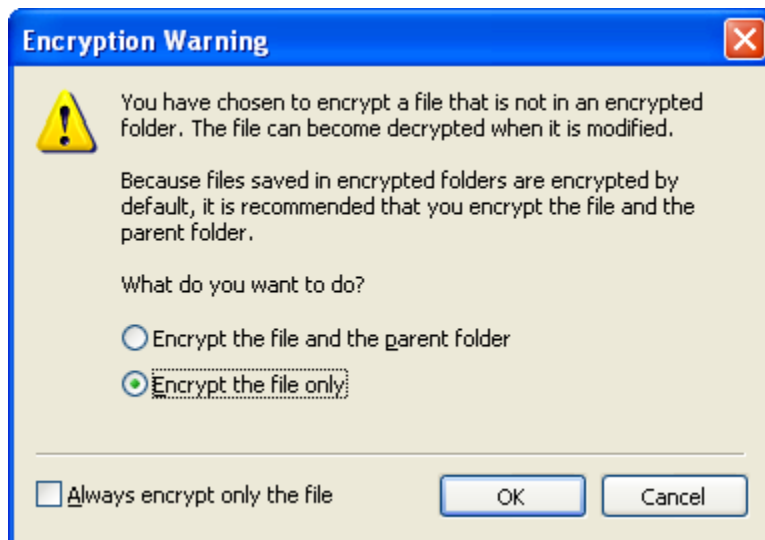 Encryption Warning
You have chosen to encrypt a file that is not in an encrypted
folder. The file can become decrypted when it is modified.
Because files saved in encrypted folders are encrypted by
default, it is recommended that you encrypt the file and the
parent folder.
What do you want to do?
Encrypt the file and the parent folder
Encrypt the file only
Always encrypt only the file
OK
Cancel